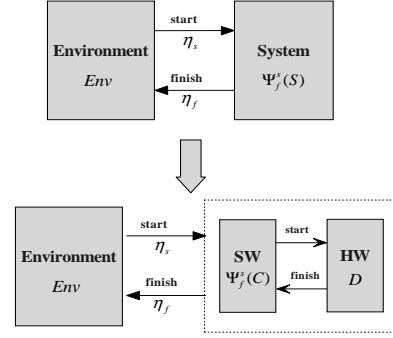 start
Environment η_s System
Env finish Ψ_f^s(S)
η_f
start
Environment η_s SW start HW
Env finish Ψ_f^s(C) finish D
η_f